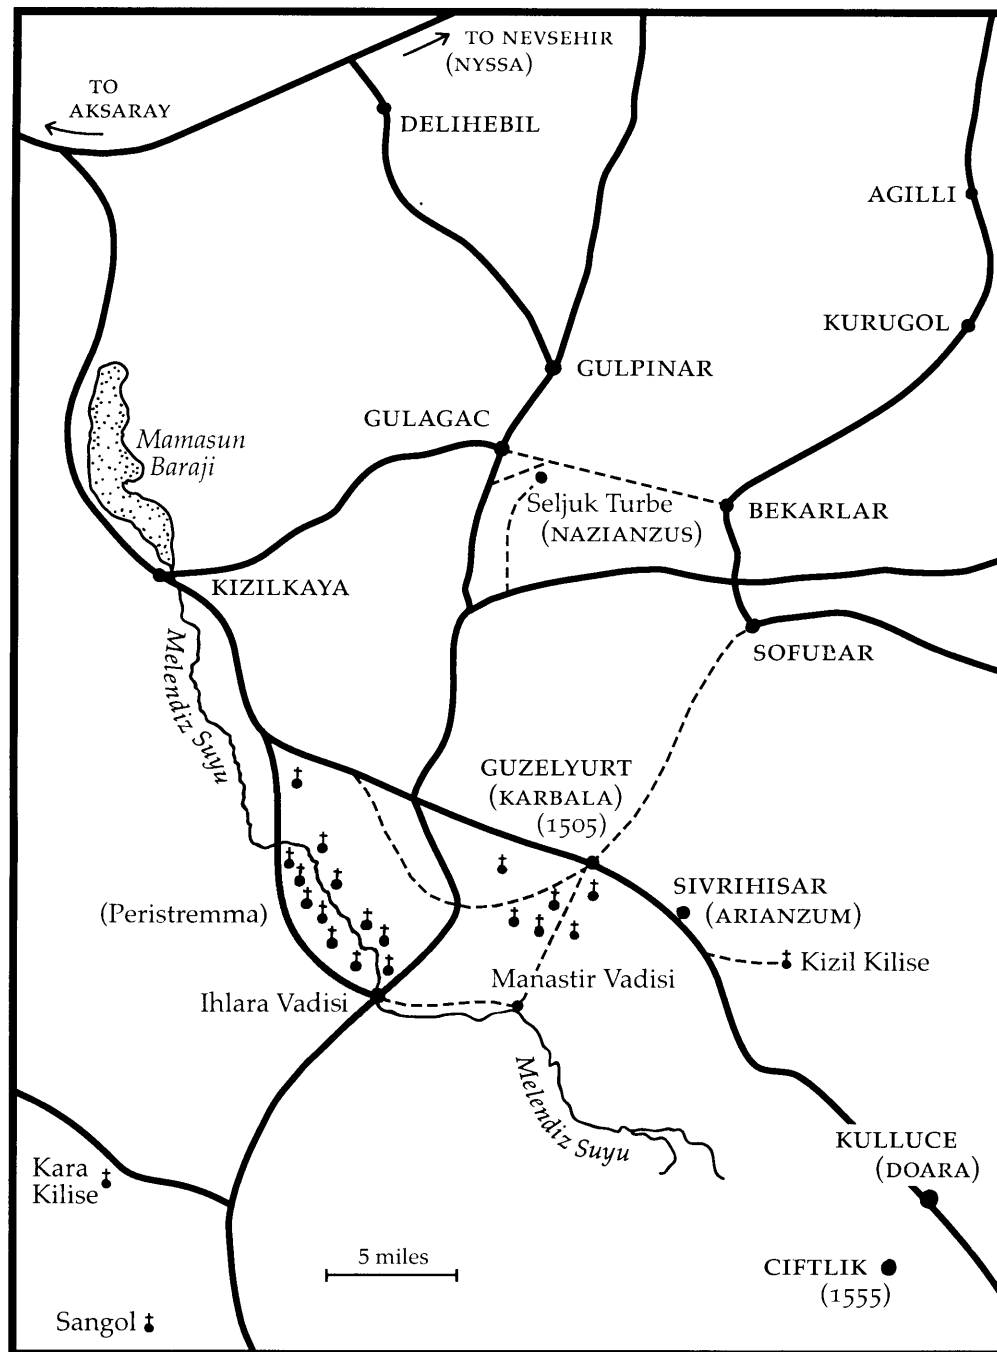 TO NEVSEHIR
(NYSSA)
TO
AKSARAY
DELIHEBIL
AGILLI
KURUGOL
GULPINAR
GULAGAC
Mamasun
Baraji
Seljuk Turbe
(NAZIANZUS)
BEKARLAR
KIZILKAYA
SOFULAR
Melendiz Suyu
GUZELYURT
(KARBALA)
(1505)
SIVRIHISAR
(ARIANZUM)
(Peristremma)
Kizil Kilise
Manastir Vadisi
Ihlara Vadisi
Melendiz Suyu
KULLUCE
(DOARA)
Kara
Kilise
5 miles
CIFTLIK
(1555)
Sangol